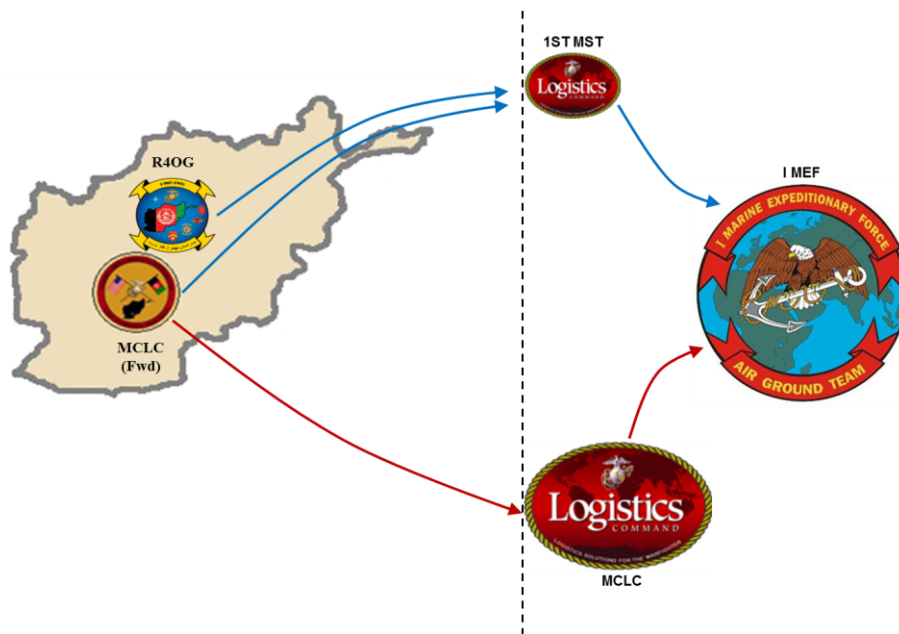 1ST MST
Logistics
COMMAND
R4OG
I MEF
I MARINE EXPEDITIONARY FORCE
AIR GROUND TEAM
MCLC
(Fwd)
Logistics
COMMAND
LOGISTICS SOLUTIONS FOR THE WARFIGHTER
MCLC